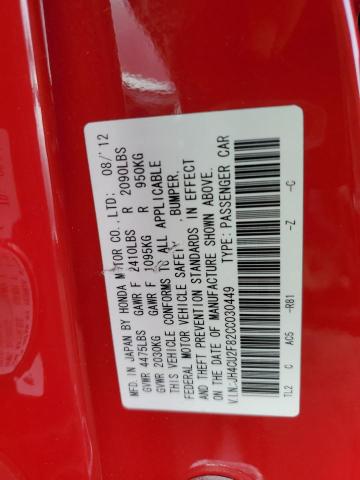 MFD. IN JAPAN BY HONDA MOTOR CO., LTD: 08/'12
GVWR 4475LBS GAWR F 2410LBS R 2090LBS
GVWR 2030KG GAWR F 1095KG R 950KG
THIS VEHICLE CONFORMS TO ALL APPLICABLE
FEDERAL MOTOR VEHICLE SAFETY, BUMPER,
AND THEFT PREVENTION STANDARDS IN EFFECT
ON THE DATE OF MANUFACTURE SHOWN ABOVE.
V.I.N.:JH4CU2F82CC030449 TYPE: PASSENGER CAR
TL2 C AC5 -R81 -Z -C